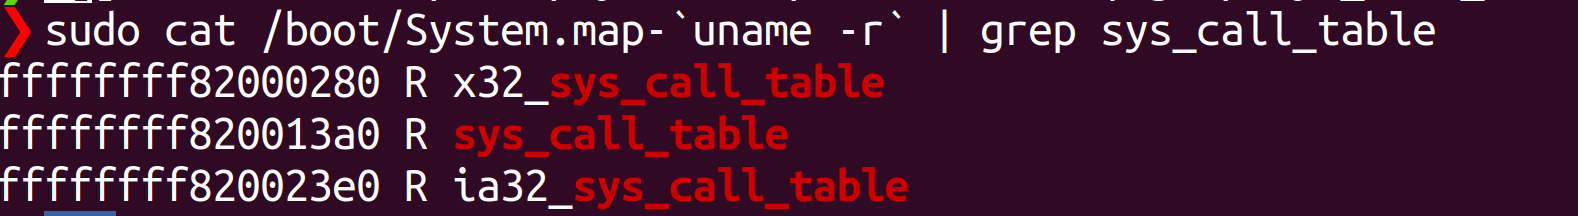 ❯ sudo cat /boot/System.map-`uname -r` | grep sys_call_table
ffffffff82000280 R x32_sys_call_table
ffffffff820013a0 R sys_call_table
ffffffff820023e0 R ia32_sys_call_table